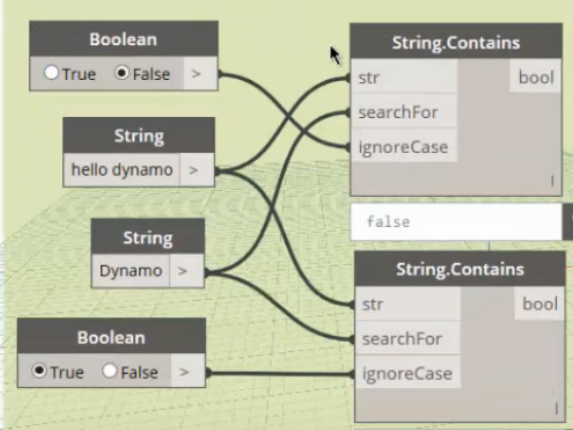 Boolean
True False >
String
hello dynamo >
String
Dynamo >
Boolean
True False >
String.Contains
str bool
searchFor
ignoreCase
l
false
String.Contains
str bool
searchFor
ignoreCase
l